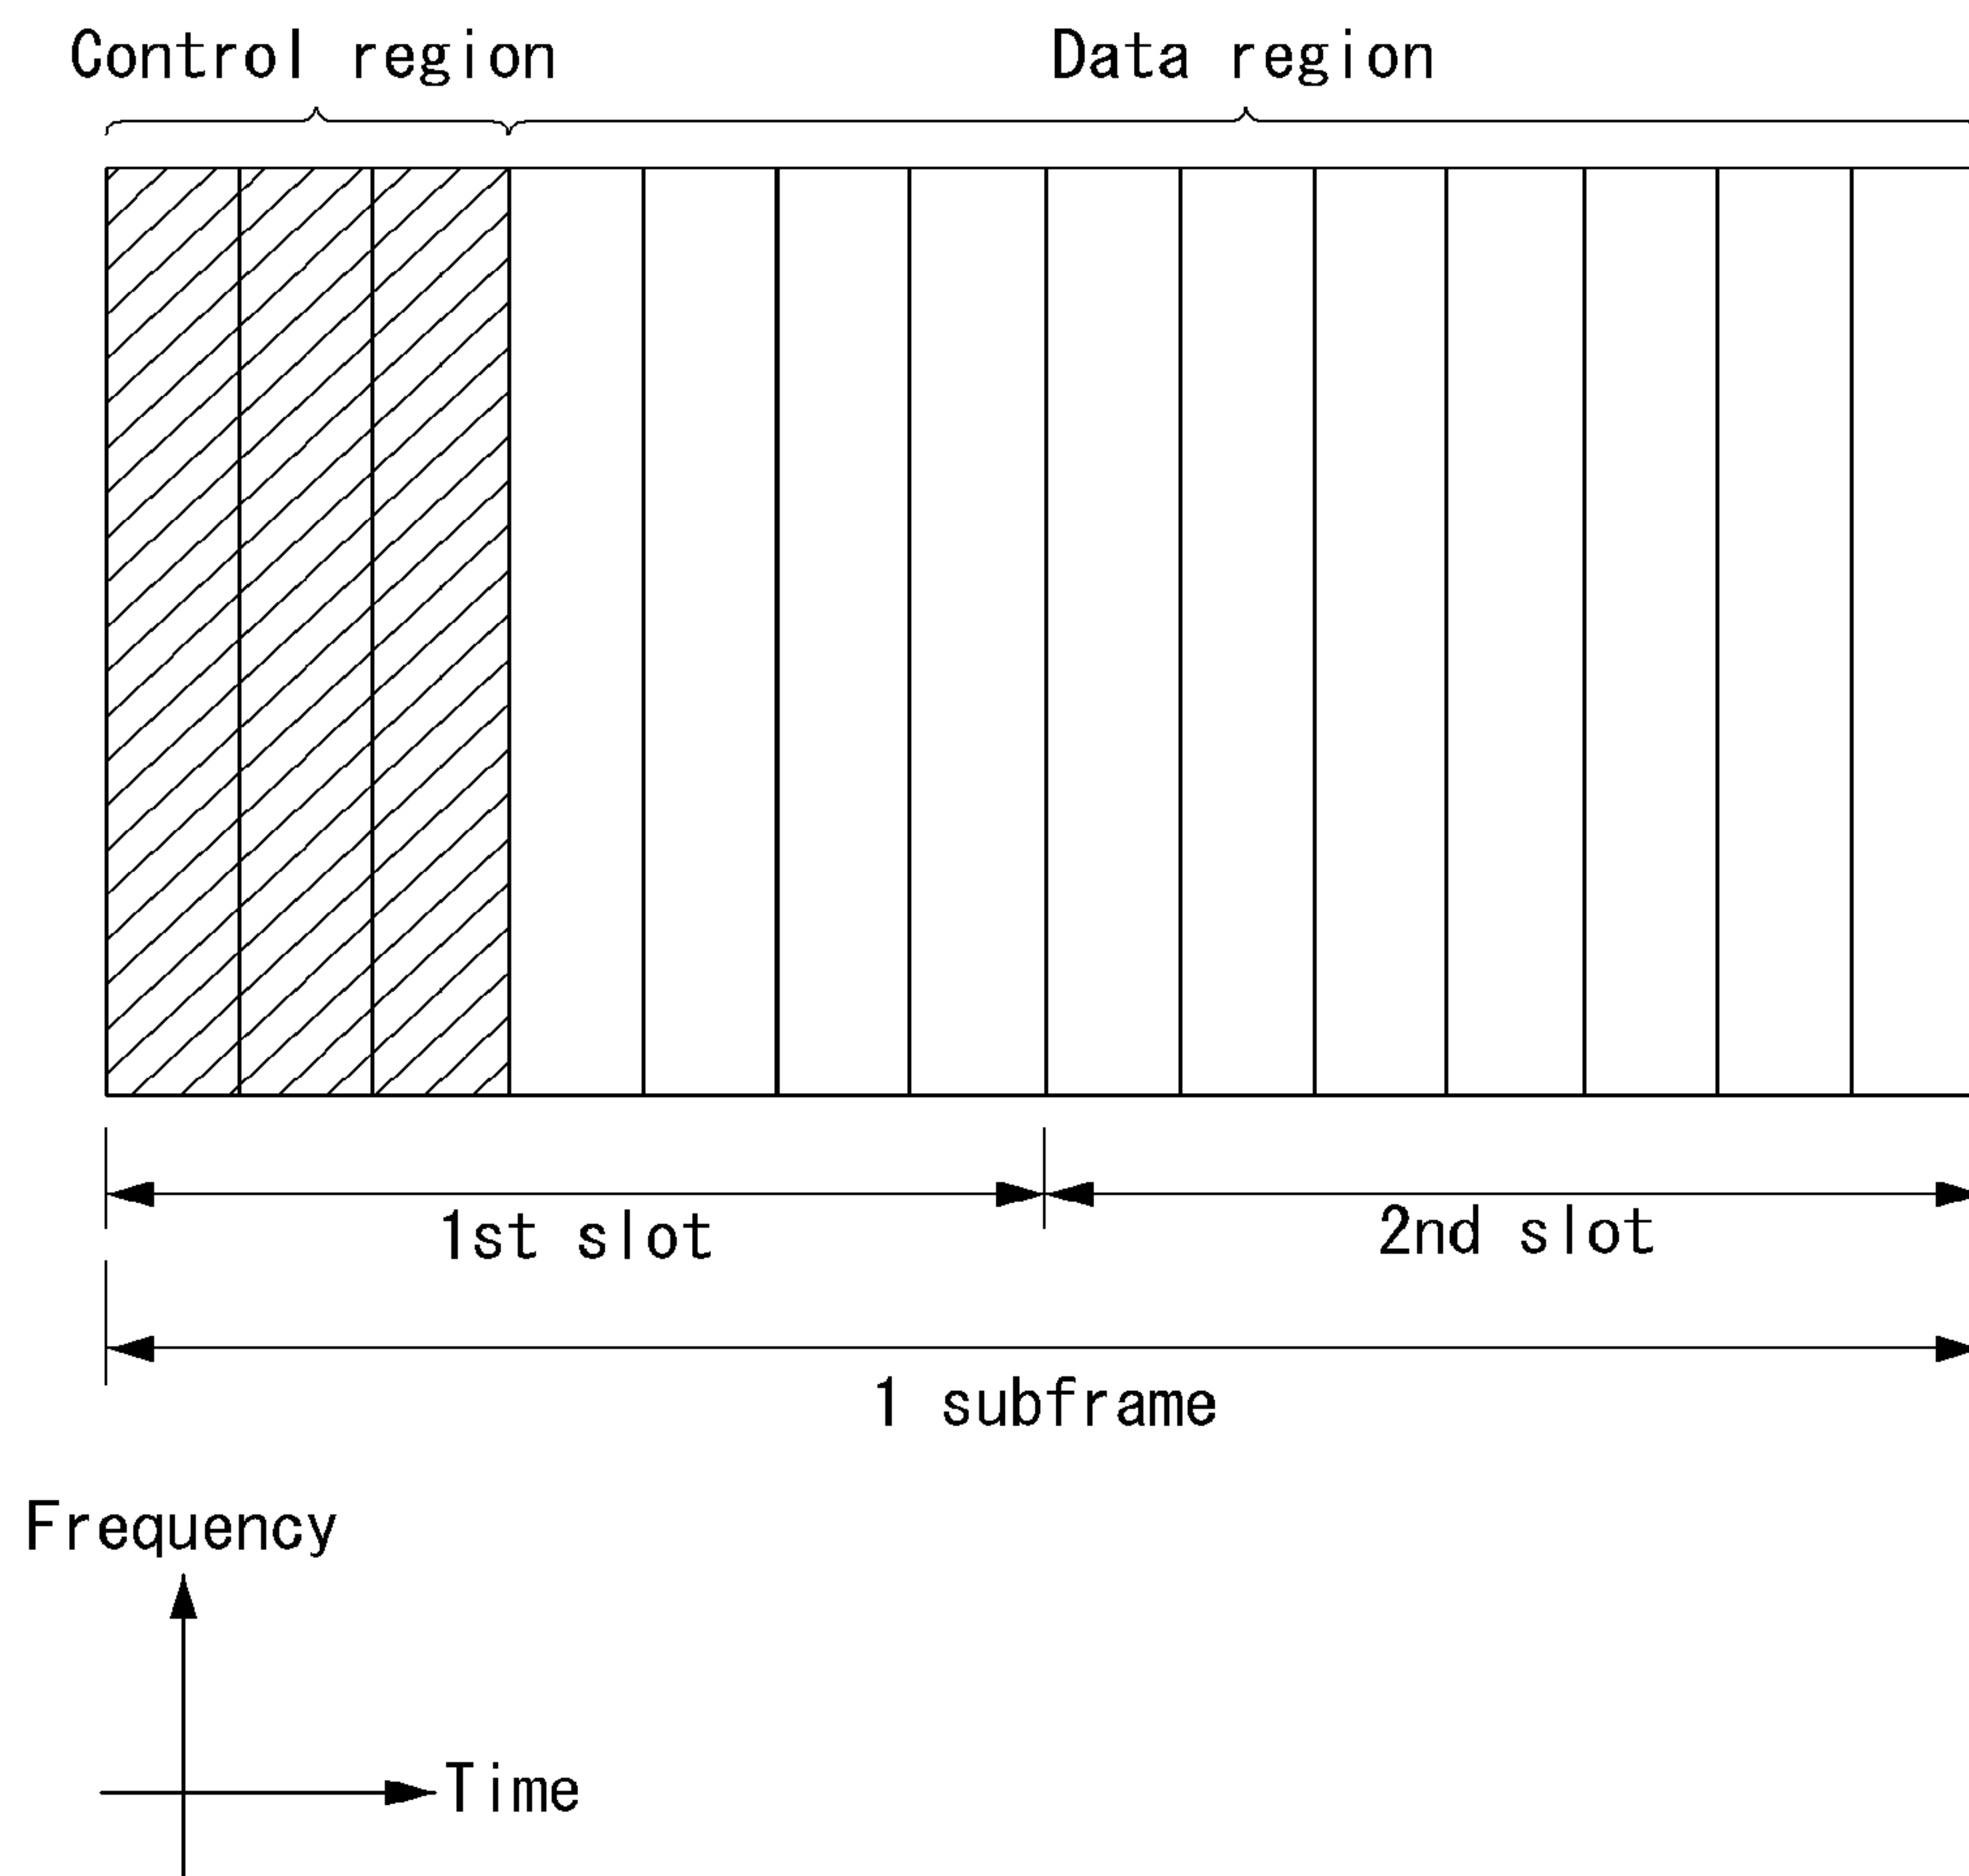 Control region
Data region
1st slot
2nd slot
1 subframe
Frequency
Time